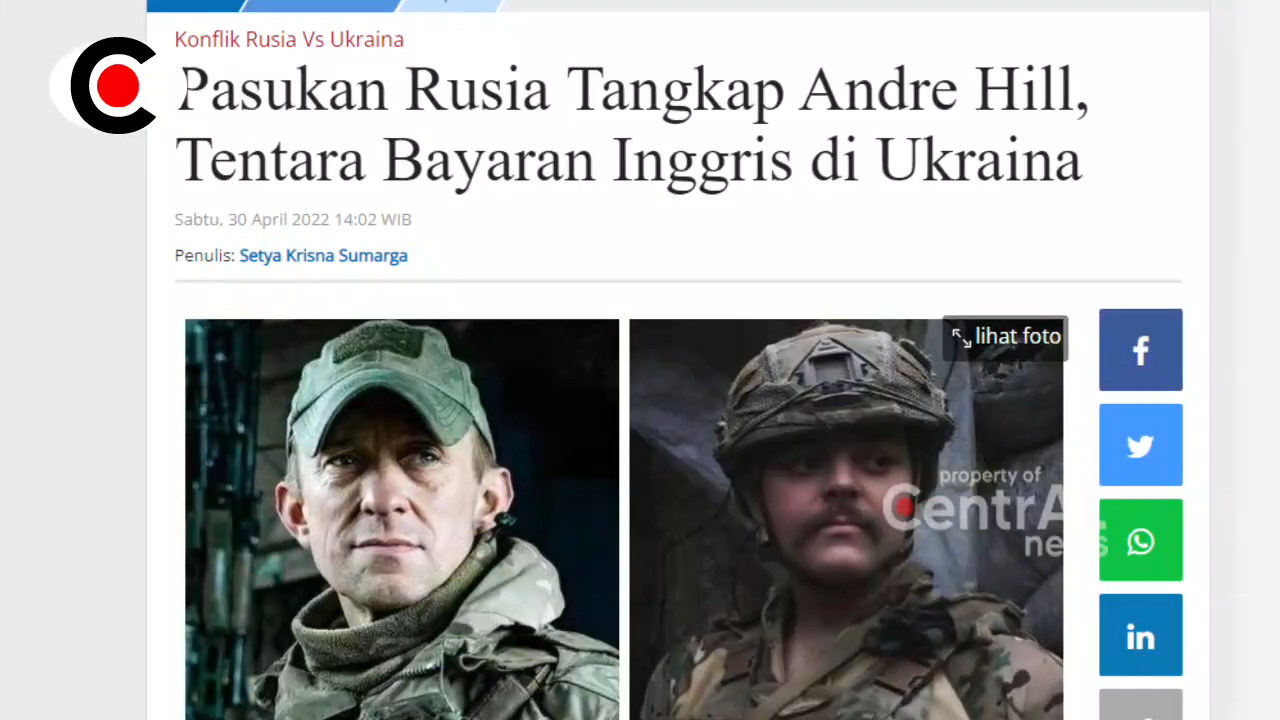 Konflik Rusia Vs Ukraina
Pasukan Rusia Tangkap Andre Hill,
Tentara Bayaran Inggris di Ukraina
Sabtu, 30 April 2022 14:02 WIB
Penulis: Setya Krisna Sumarga
lihat foto
property of
CentrA
news